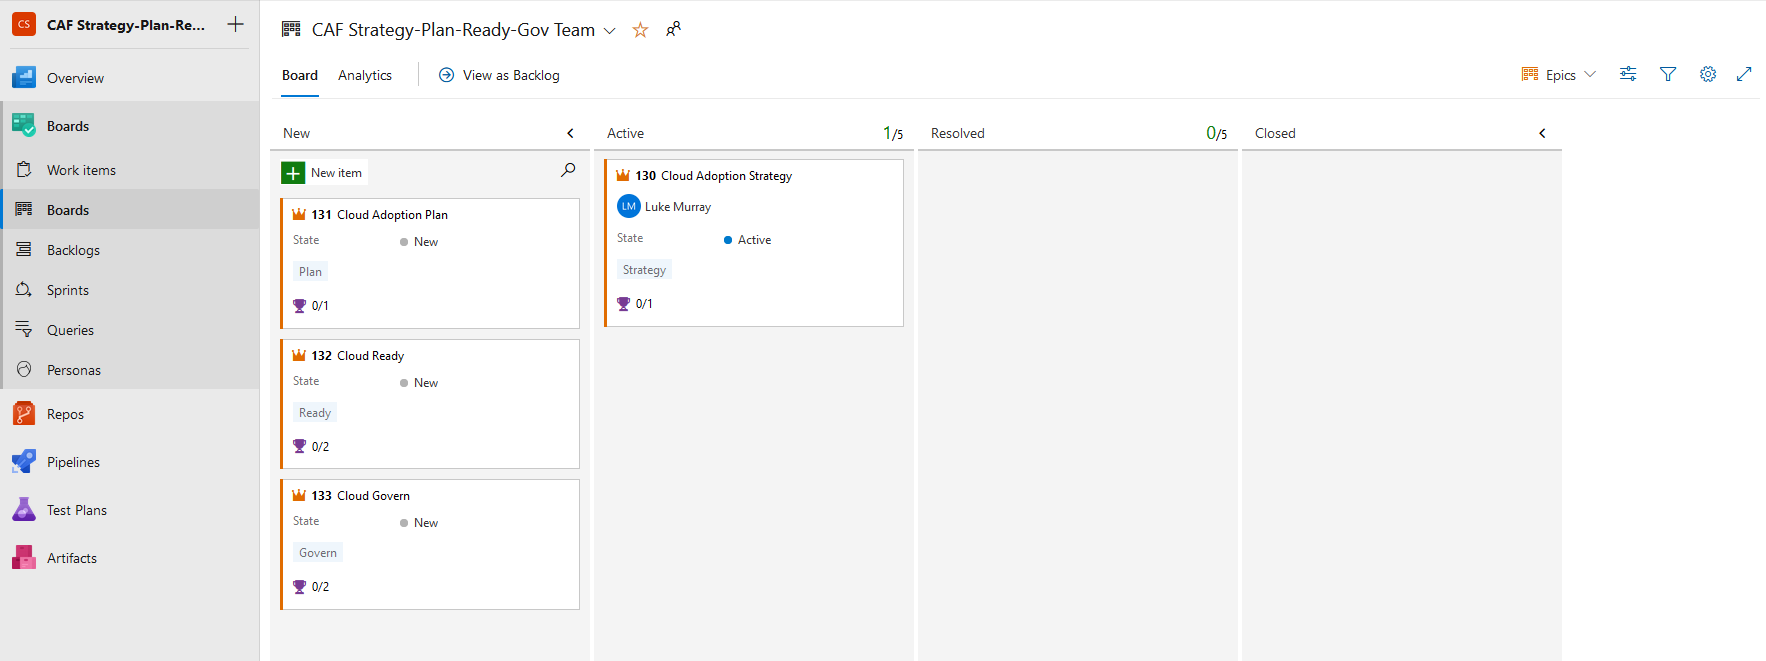 CS CAF Strategy-Plan-Re...
Overview
Boards
Work items
Boards
Backlogs
Sprints
Queries
Personas
Repos
Pipelines
Test Plans
Artifacts
CAF Strategy-Plan-Ready-Gov Team
Board Analytics View as Backlog Epics
New
New item
131 Cloud Adoption Plan
State New
Plan
0/1
132 Cloud Ready
State New
Ready
0/2
133 Cloud Govern
State New
Govern
0/2
Active 1/5
130 Cloud Adoption Strategy
LM Luke Murray
State Active
Strategy
0/1
Resolved 0/5
Closed